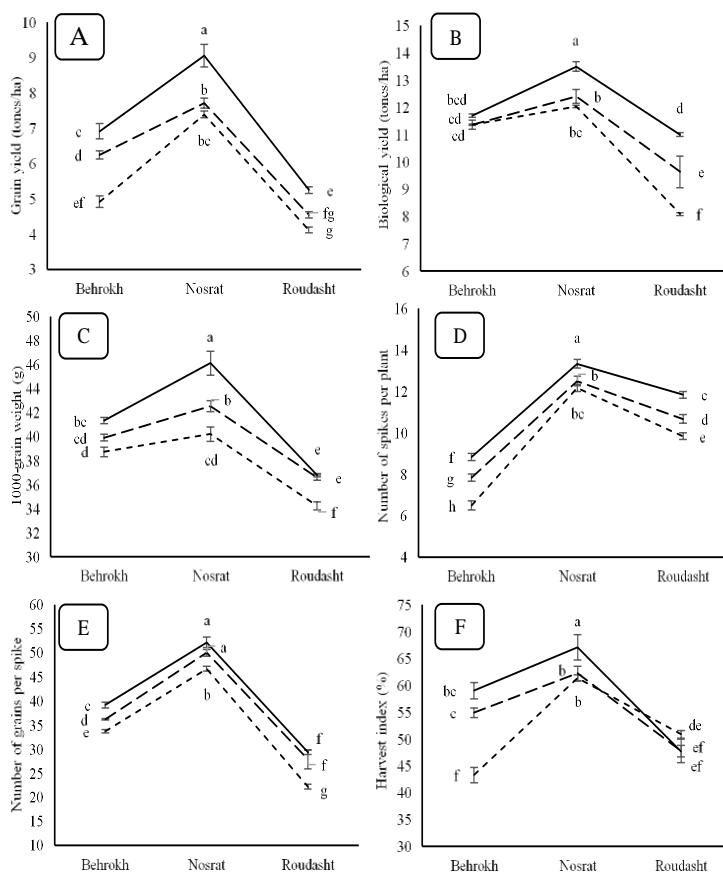 A
Grain yield (tones/ha)
10
9
8
7
6
5
4
3
a
b
bc
c
d
ef
e
fg
g
Behrokh Nosrat Roudasht
B
Biological yield (tones/ha)
15
14
13
12
11
10
9
8
7
6
a
b
bc
bcd
cd
cd
d
e
f
Behrokh Nosrat Roudasht
C
1000-grain weight (g)
50
48
46
44
42
40
38
36
34
32
30
a
b
cd
bc
cd
d
e
e
f
Behrokh Nosrat Roudasht
D
Number of spikes per plant
16
14
12
10
8
6
4
a
b
bc
c
d
e
f
g
h
Behrokh Nosrat Roudasht
E
Number of grains per spike
60
50
40
30
20
10
a
a
b
c
d
e
f
f
g
Behrokh Nosrat Roudasht
F
Harvest index (%)
75
70
65
60
55
50
45
40
35
30
a
b
b
bc
c
f
de
ef
ef
Behrokh Nosrat Roudasht